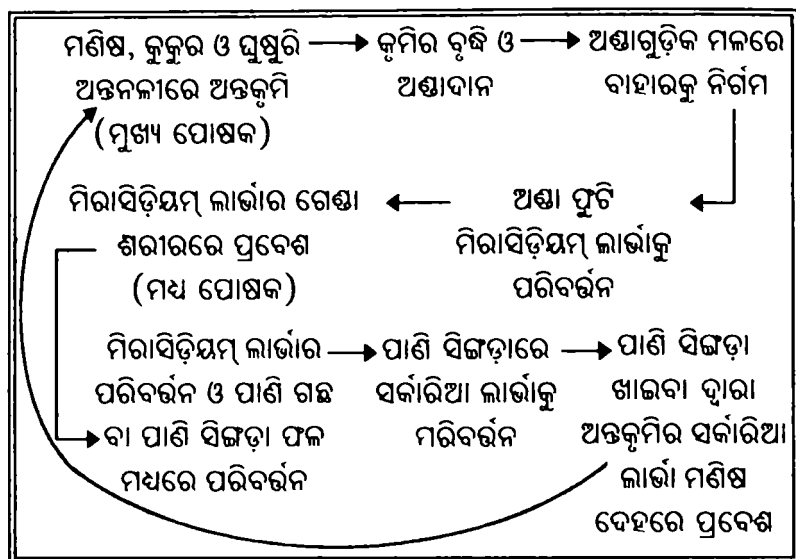 ମଣିଷ, କୁକୁର ଓ ଘୁଷୁରି
ଅନ୍ତନଳୀରେ ଅନ୍ତକୃମି
(ମୁଖ୍ୟ ପୋଷକ)
କୃମିର ବୃଦ୍ଧି ଓ
ଅଣ୍ଡାଦାନ
ଅଣ୍ଡାଗୁଡ଼ିକ ମଳରେ
ବାହାରକୁ ନିର୍ଗମ
ଅଣ୍ଡା ଫୁଟି
ମିରାସିଡ଼ିୟମ୍ ଲାର୍ଭାକୁ
ପରିବର୍ତ୍ତନ
ମିରାସିଡ଼ିୟମ୍ ଲାର୍ଭାର ଗେଣ୍ଡା
ଶରୀରରେ ପ୍ରବେଶ
(ମଧ୍ୟ ପୋଷକ)
ମିରାସିଡ଼ିୟମ୍ ଲାର୍ଭାର
ପରିବର୍ତ୍ତନ ଓ ପାଣି ଗଛ
ବା ପାଣି ସିଙ୍ଗଡ଼ା ଫଳ
ମଧ୍ୟରେ ପରିବର୍ତ୍ତନ
ପାଣି ସିଙ୍ଗଡ଼ାରେ
ସର୍କାରିଆ ଲାର୍ଭାକୁ
ମରିବର୍ତ୍ତନ
ପାଣି ସିଙ୍ଗଡ଼ା
ଖାଇବା ଦ୍ୱାରା
ଅନ୍ତକୃମିର ସର୍କାରିଆ
ଲାର୍ଭା ମଣିଷ
ଦେହରେ ପ୍ରବେଶ